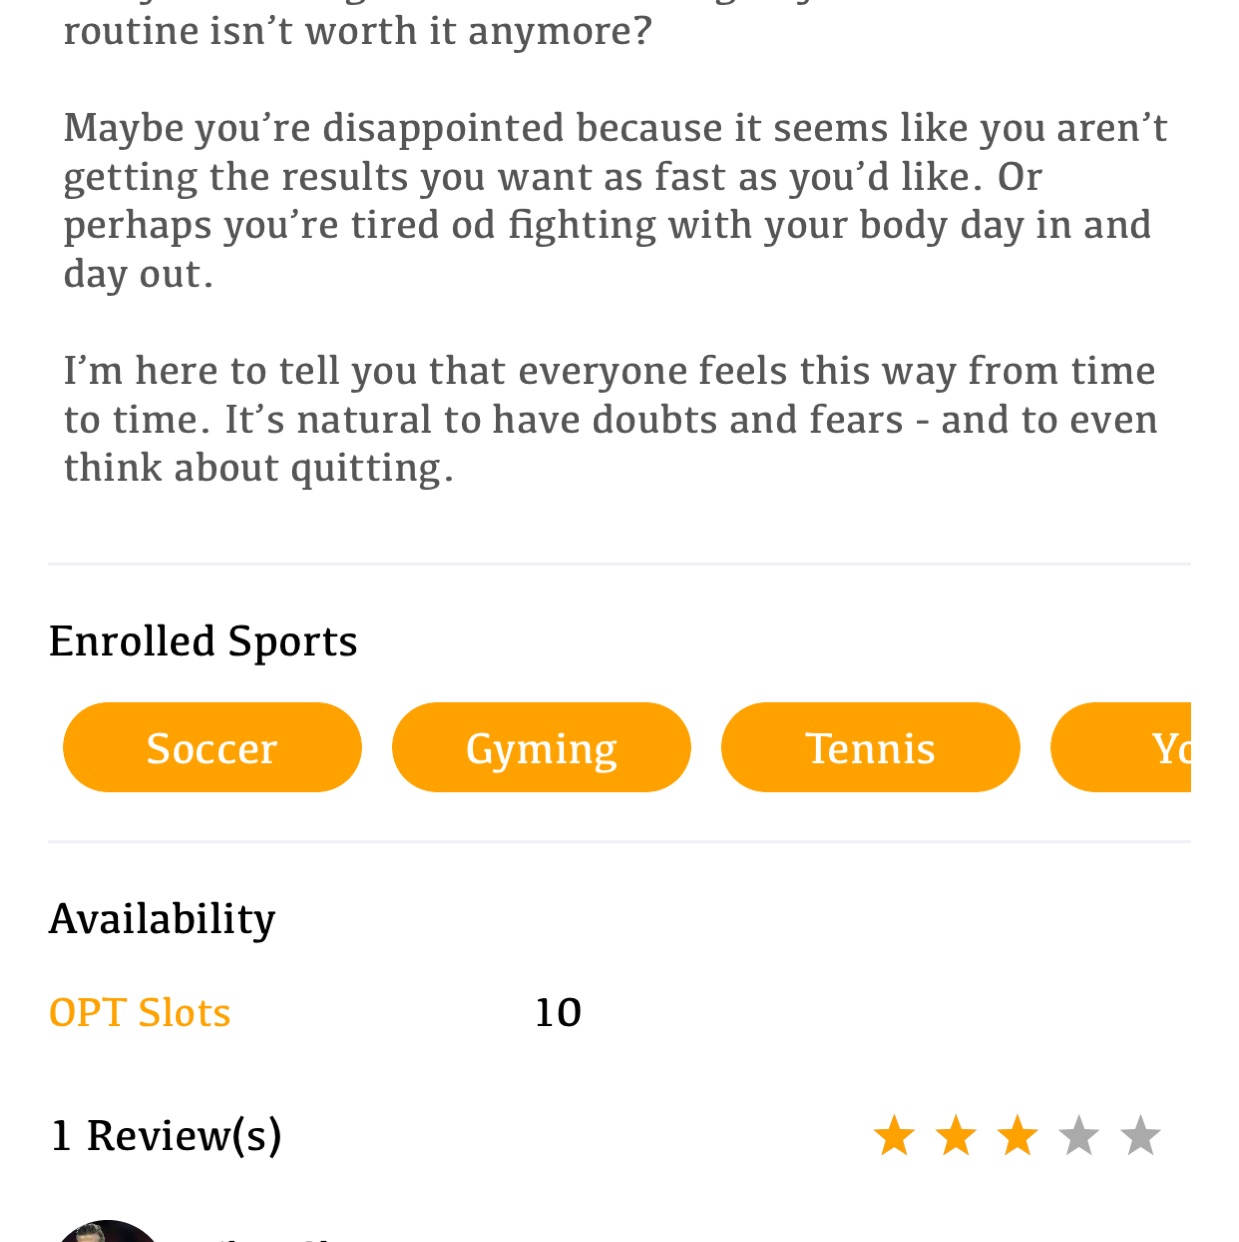 routine isn’t worth it anymore?
Maybe you’re disappointed because it seems like you aren’t
getting the results you want as fast as you’d like. Or
perhaps you’re tired od fighting with your body day in and
day out.
I’m here to tell you that everyone feels this way from time
to time. It’s natural to have doubts and fears - and to even
think about quitting.
Enrolled Sports
Soccer
Gyming
Tennis
Availability
OPT Slots 10
1 Review(s)